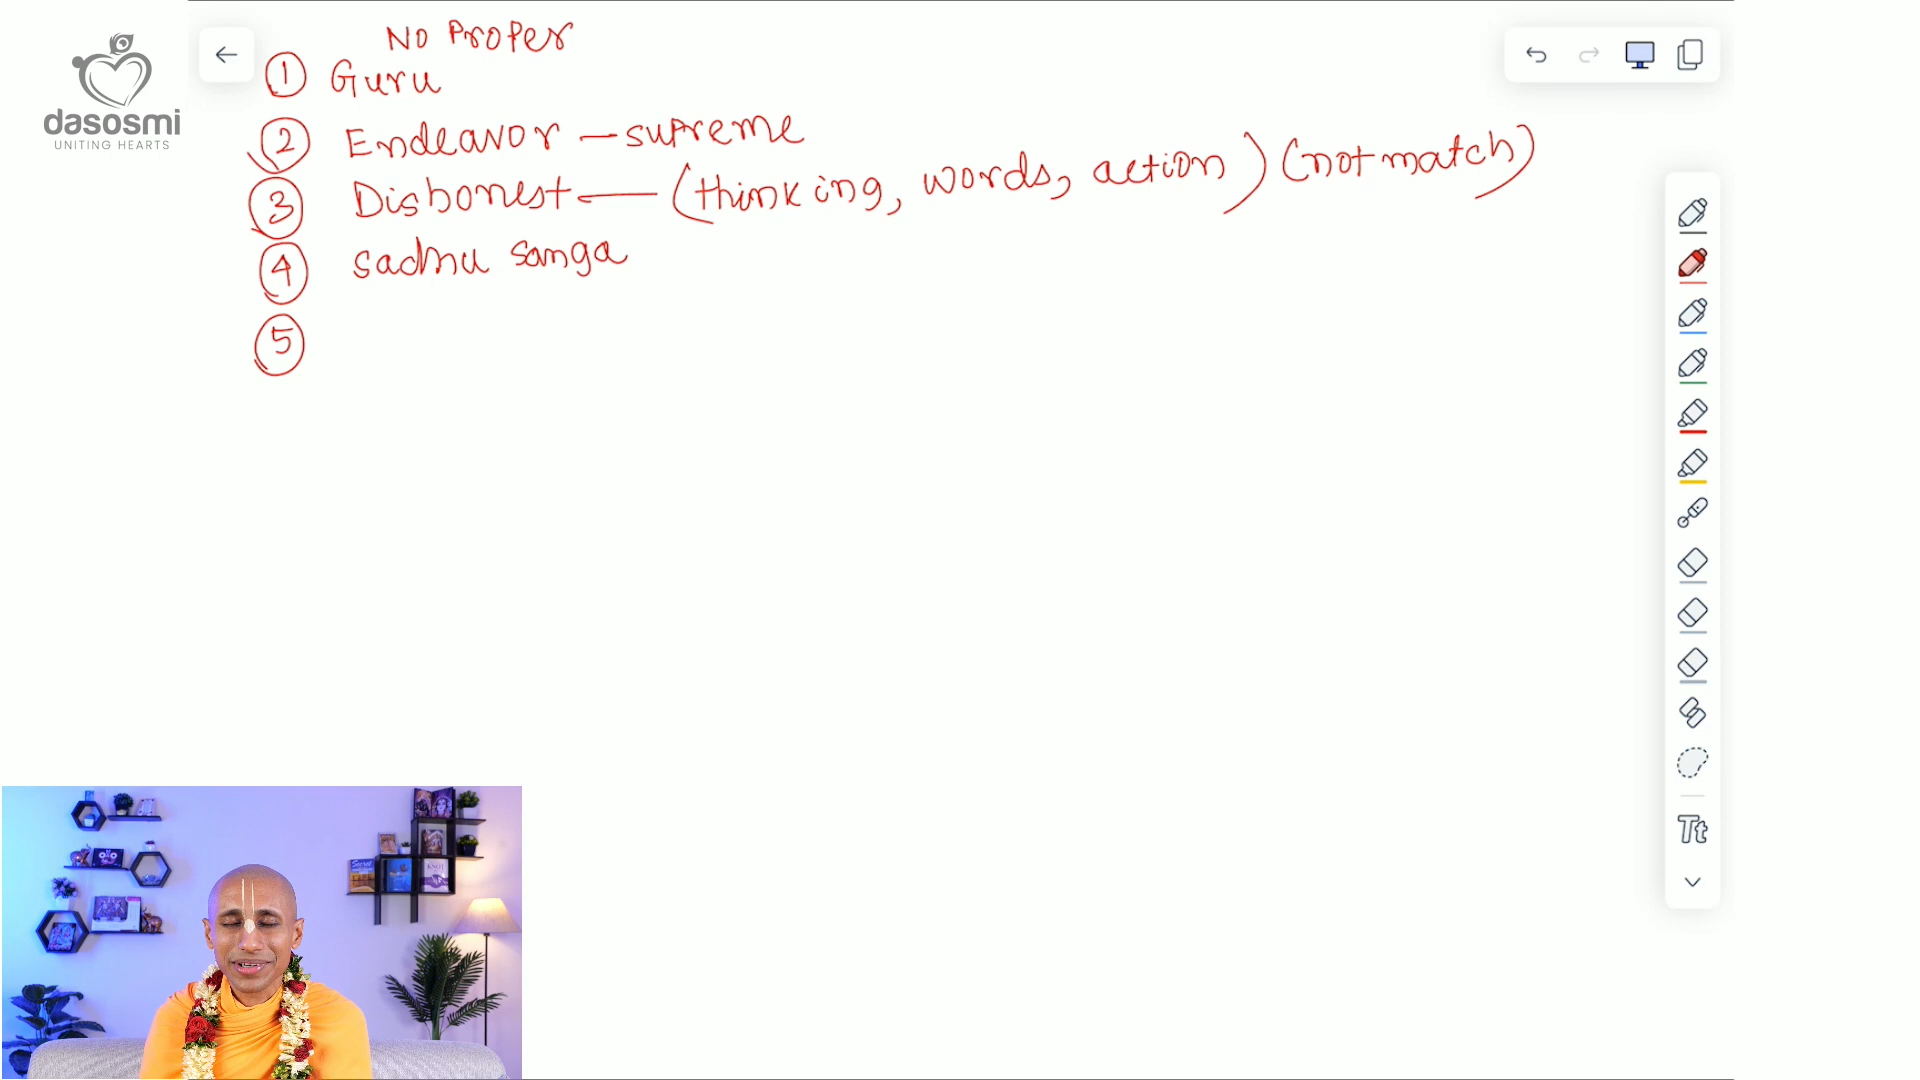 dasosmi
UNITING HEARTS
No Proper
① Guru
② Endeavor — supreme
③ Dishonest — (thinking, words, action) (not match)
④ sadhu sanga
⑤
Tt